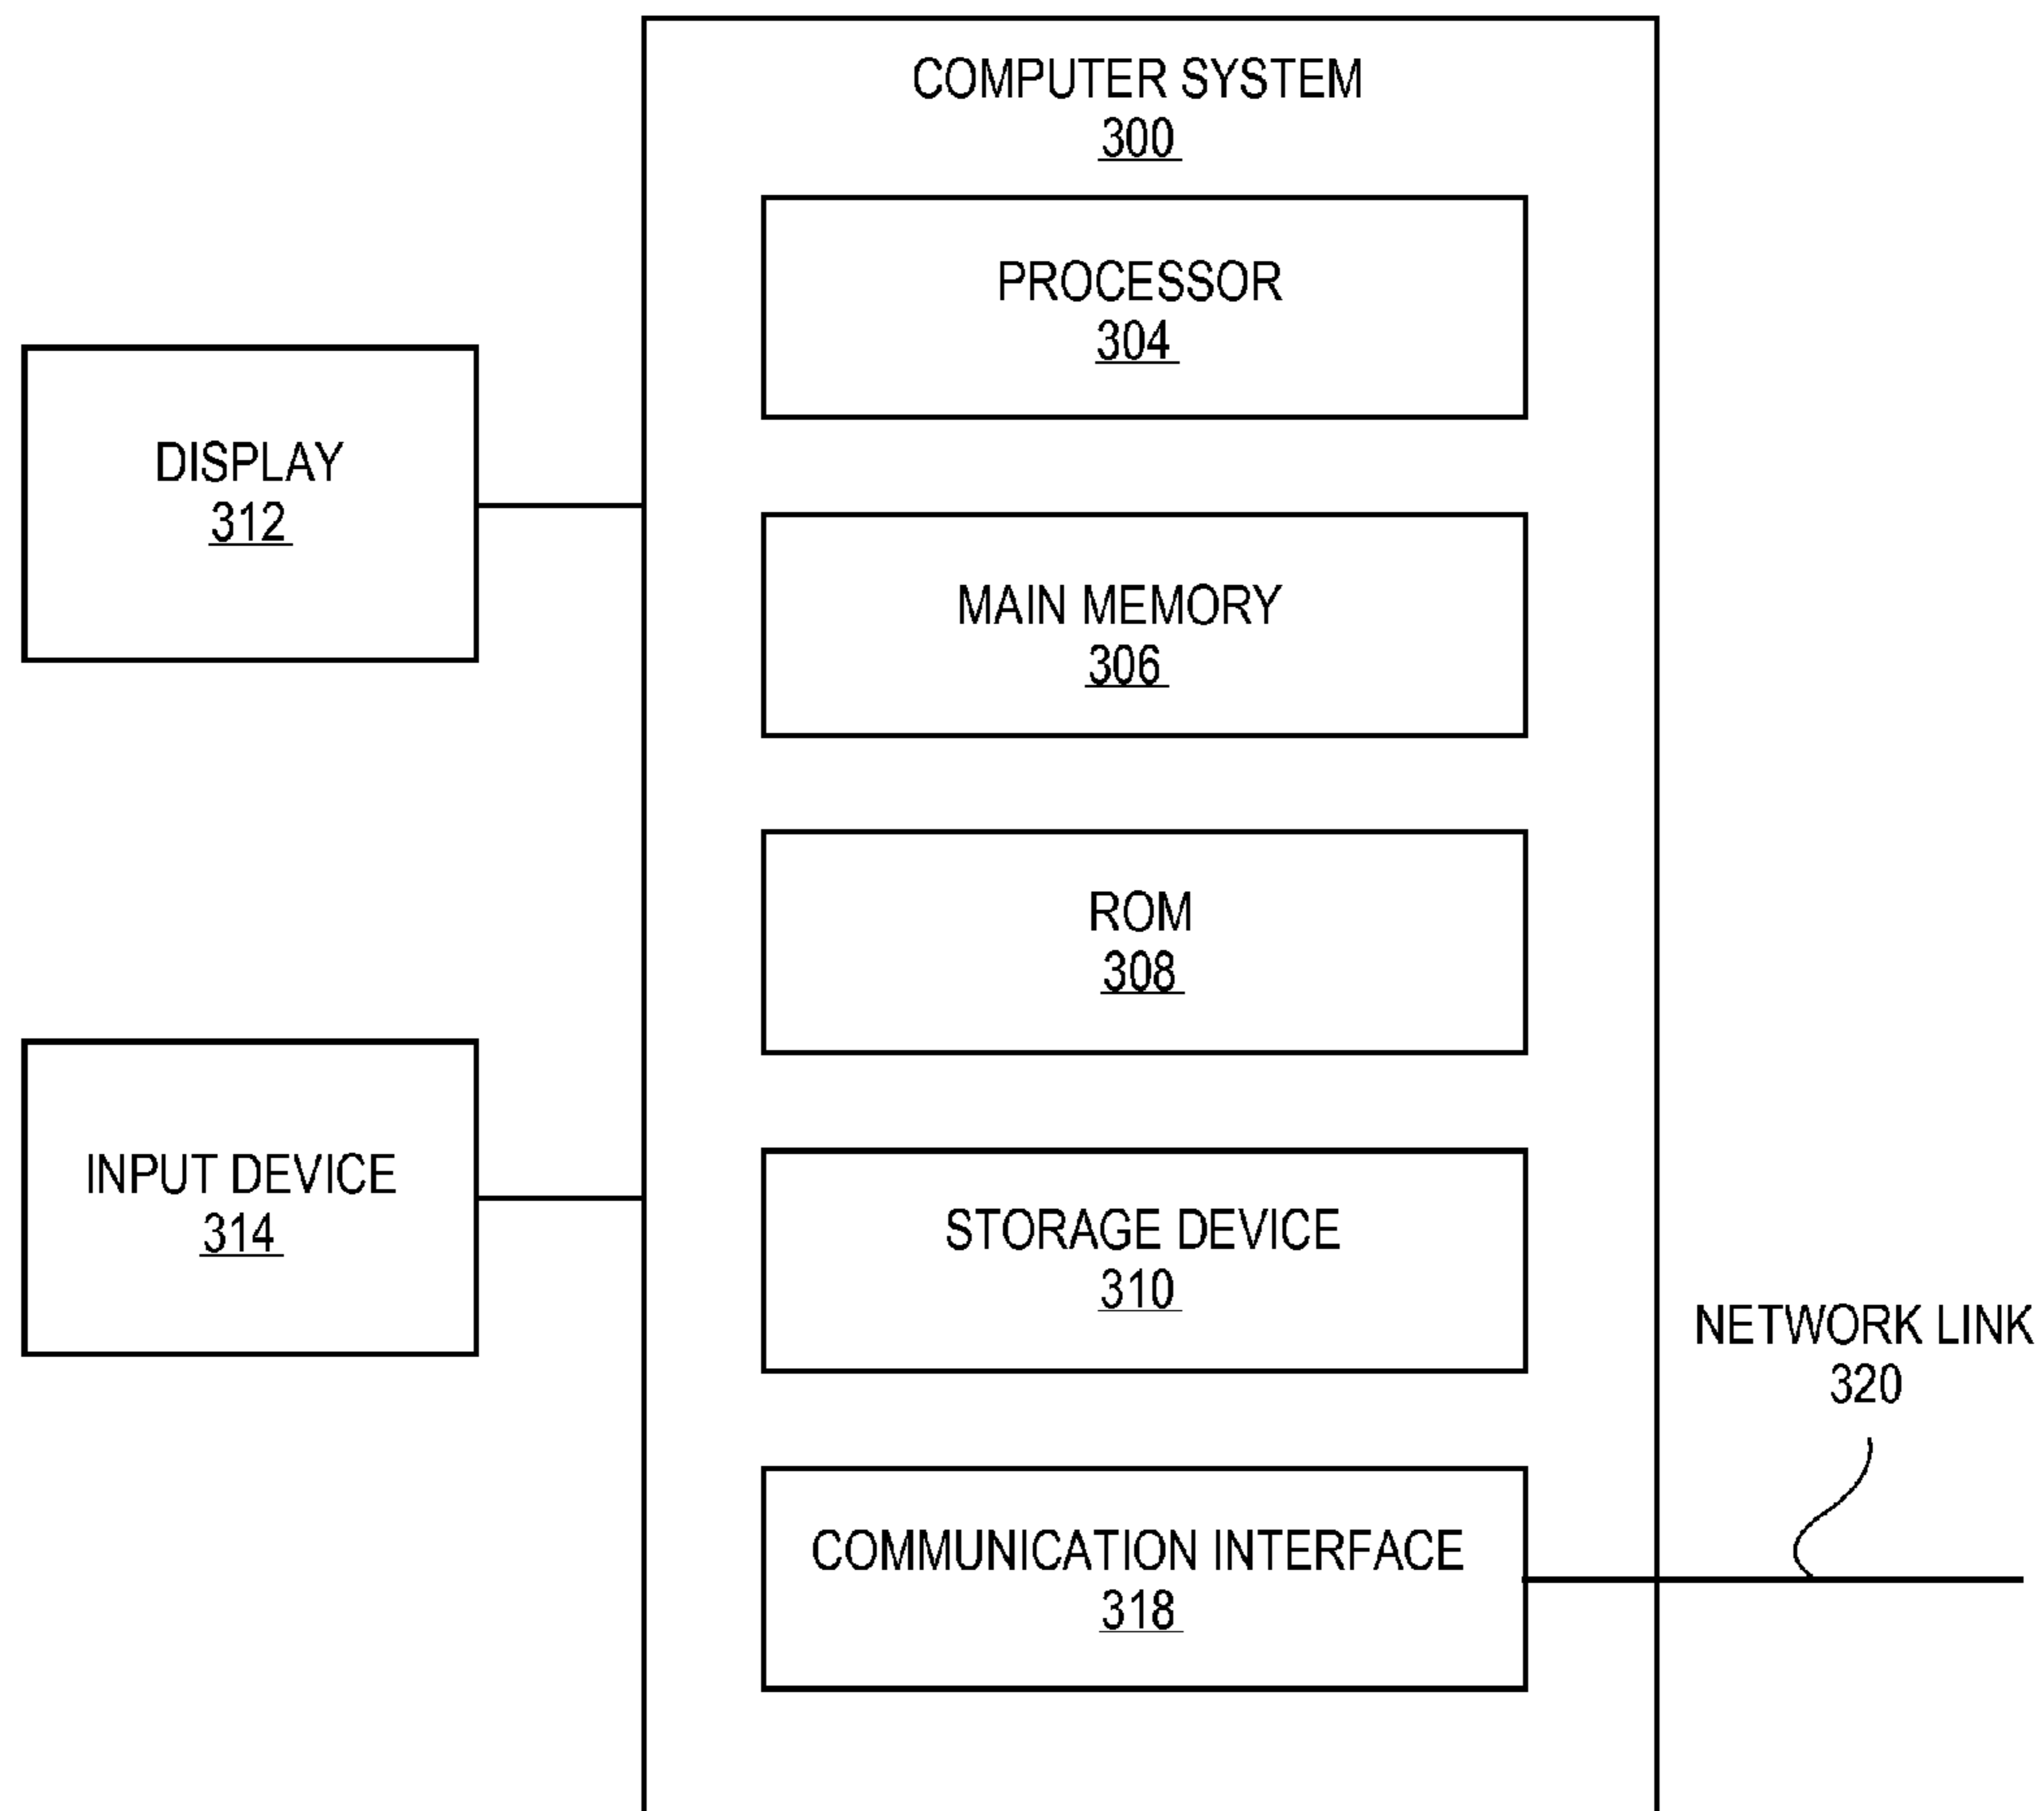 COMPUTER SYSTEM
300
PROCESSOR
304
DISPLAY
312
MAIN MEMORY
306
ROM
308
INPUT DEVICE
314
STORAGE DEVICE
310
NETWORK LINK
320
COMMUNICATION INTERFACE
318